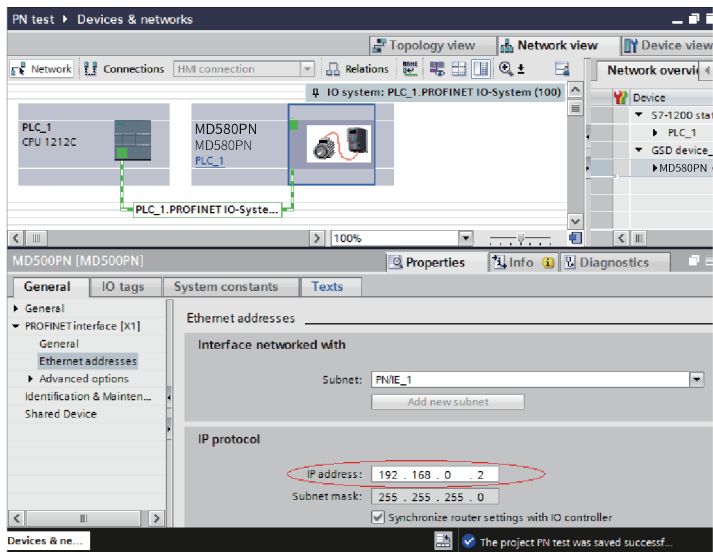 PN test ▸ Devices & networks
Topology view Network view Device view
Network Connections HMI connection Relations Network overvi
IO system: PLC_1.PROFINET IO-System (100)
Device
S7-1200 stat
PLC_1
GSD device_
MD580PN
PLC_1
CPU 1212C
MD580PN
MD580PN
PLC_1
PLC_1.PROFINET IO-Syste...
100%
MD500PN [MD500PN]
Properties Info Diagnostics
General IO tags System constants Texts
General
PROFINET interface [X1]
General
Ethernet addresses
Advanced options
Identification & Mainten...
Shared Device
Ethernet addresses
Interface networked with
Subnet: PN/IE_1
Add new subnet
IP protocol
IP address: 192 . 168 . 0 . 2
Subnet mask: 255 . 255 . 255 . 0
Synchronize router settings with IO controller
Devices & ne...
The project PN test was saved successf...